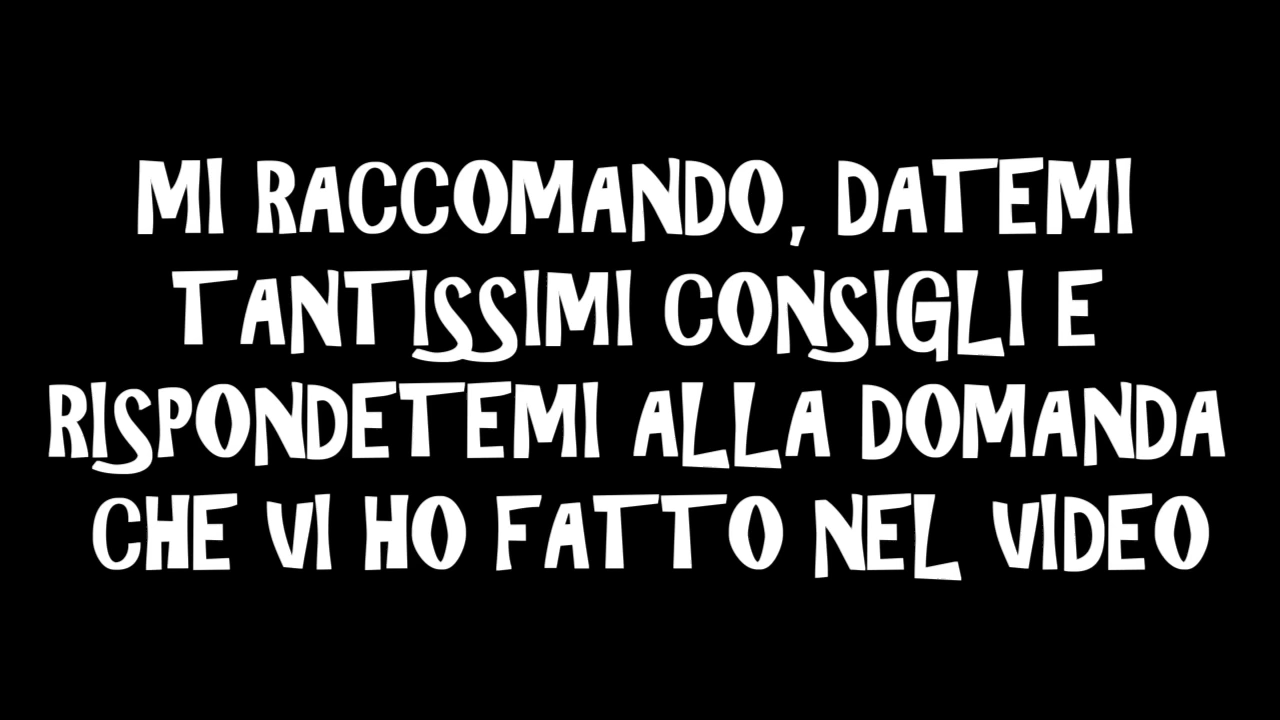 MI RACCOMANDO, DATEMI
TANTISSIMI CONSIGLI E
RISPONDETEMI ALLA DOMANDA
CHE VI HO FATTO NEL VIDEO